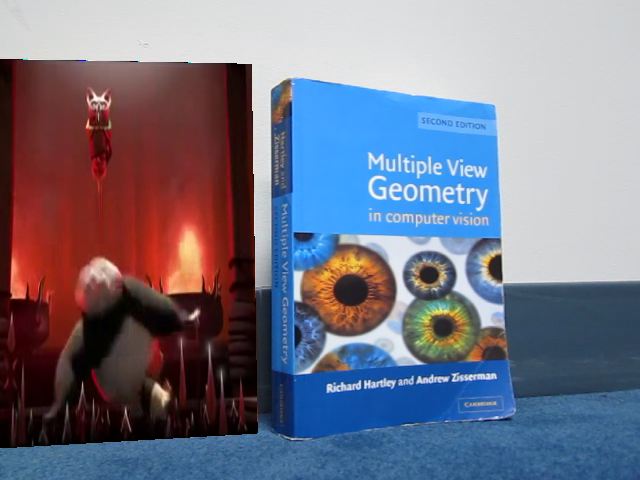 SECOND EDITION
Multiple View
Geometry
in computer vision
Richard Hartley and Andrew Zisserman
CAMBRIDGE
Hartley and
Zisserman
Multiple View Geometry